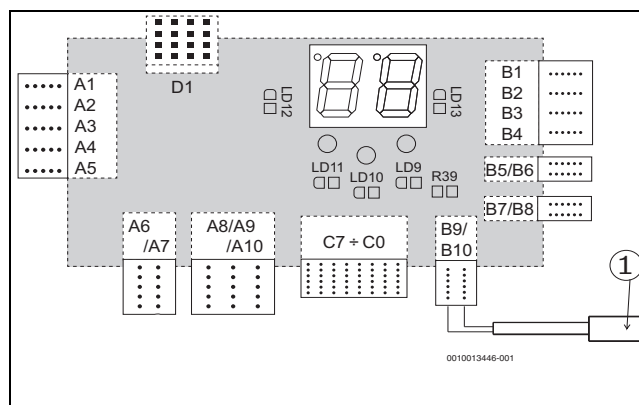 D1
A1
A2
A3
A4
A5
LD12
LD13
B1
B2
B3
B4
LD11
LD10
LD9
R39
B5/B6
B7/B8
A6
/A7
A8/A9
/A10
C7 ÷ C0
B9/
B10
1
0010013446-001